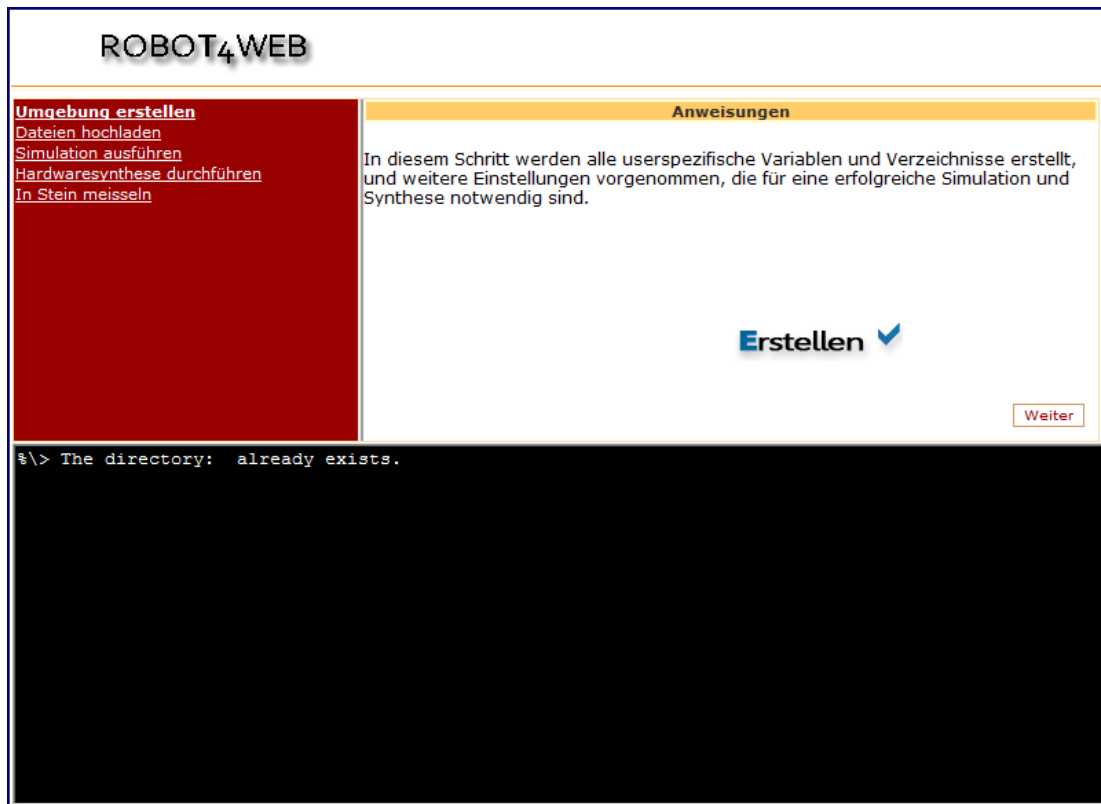 ROBOT4WEB
Umgebung erstellen
Dateien hochladen
Simulation ausführen
Hardwaresynthese durchführen
In Stein meisseln
Anweisungen
In diesem Schritt werden alle userspezifische Variablen und Verzeichnisse erstellt,
und weitere Einstellungen vorgenommen, die für eine erfolgreiche Simulation und
Synthese notwendig sind.
Erstellen
Weiter
%\> The directory:  already exists.